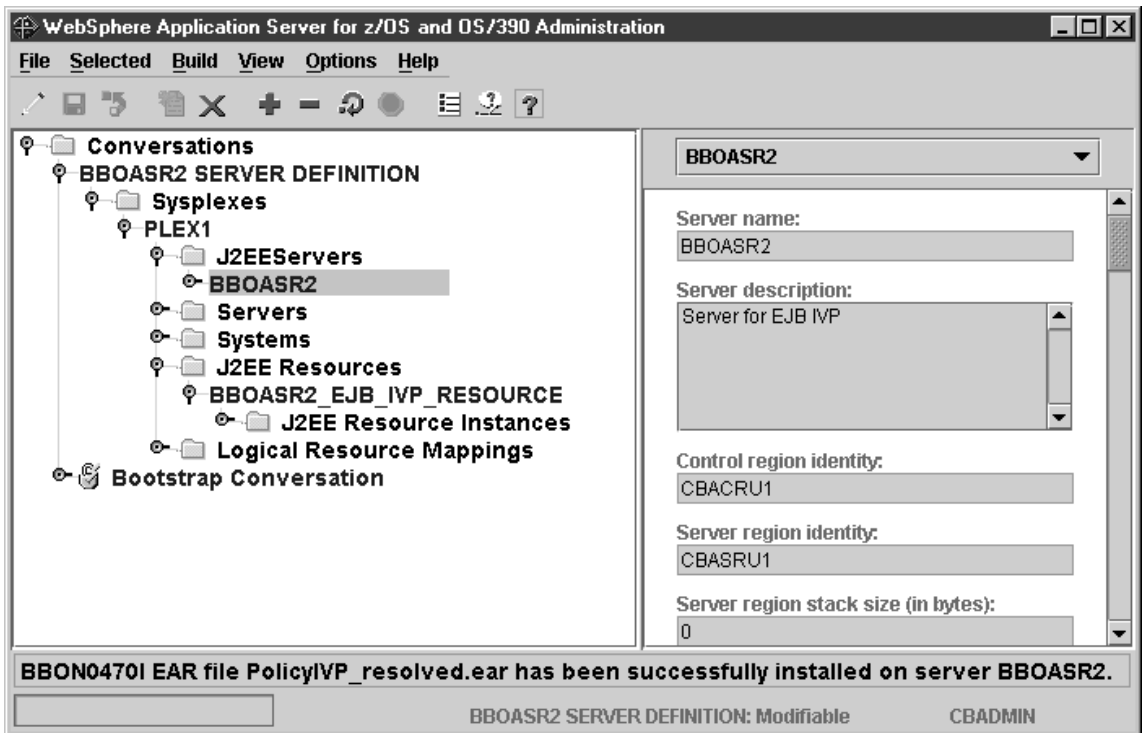 WebSphere Application Server for z/OS and OS/390 Administration
File Selected Build View Options Help
Conversations
BBOASR2 SERVER DEFINITION
Sysplexes
PLEX1
J2EEServers
BBOASR2
Servers
Systems
J2EE Resources
BBOASR2_EJB_IVP_RESOURCE
J2EE Resource Instances
Logical Resource Mappings
Bootstrap Conversation
BBOASR2
Server name:
BBOASR2
Server description:
Server for EJB IVP
Control region identity:
CBACRU1
Server region identity:
CBASRU1
Server region stack size (in bytes):
0
BBON0470I EAR file PolicyIVP_resolved.ear has been successfully installed on server BBOASR2.
BBOASR2 SERVER DEFINITION: Modifiable CBADMIN